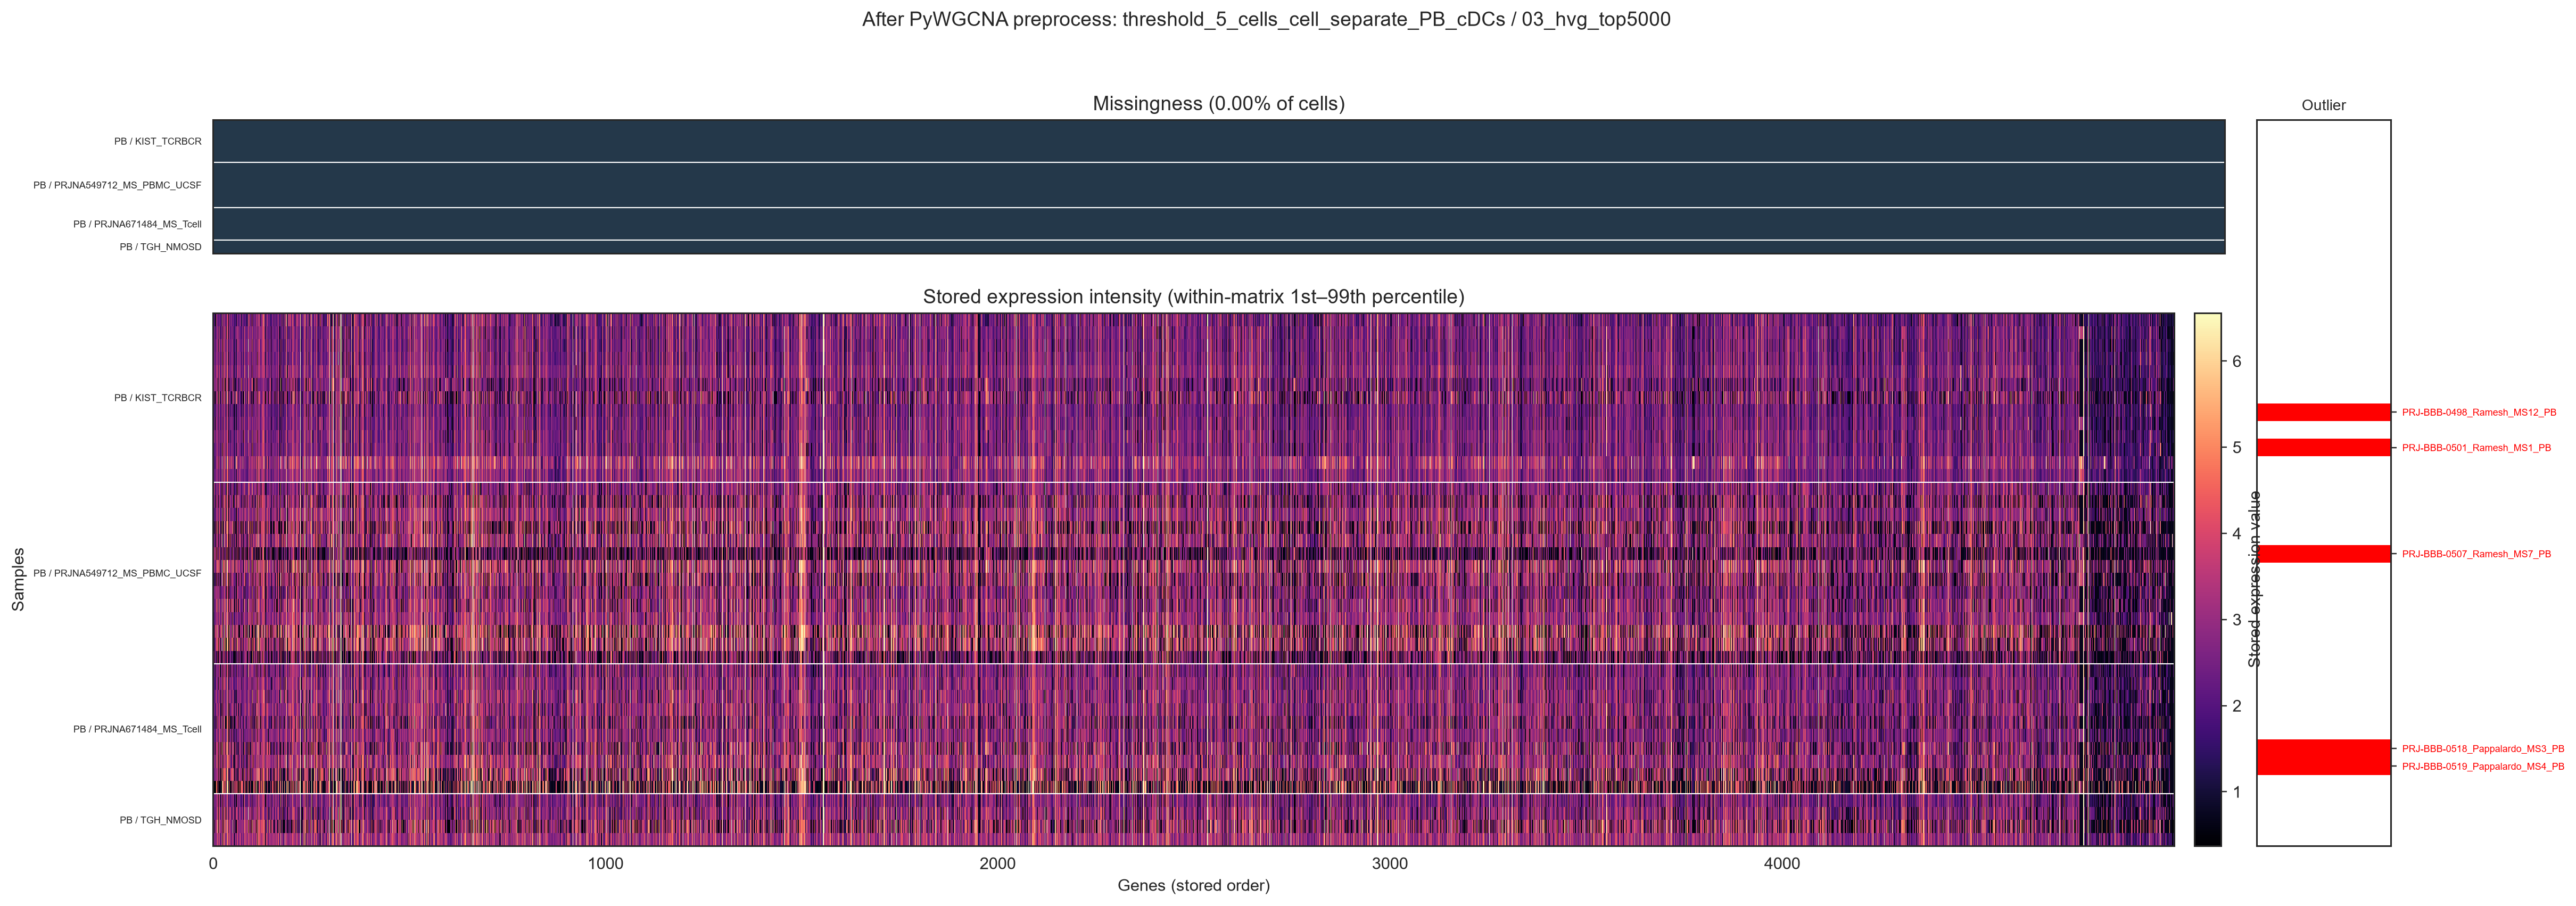 After PyWGCNA preprocess: threshold_5_cells_cell_separate_PB_cDCs / 03_hvg_top5000
Missingness (0.00% of cells)
Outlier
PB / KIST_TCRBCR
PB / PRJNA549712_MS_PBMC_UCSF
PB / PRJNA671484_MS_Tcell
PB / TGH_NMOSD
Stored expression intensity (within-matrix 1st–99th percentile)
Samples
PB / KIST_TCRBCR
PB / PRJNA549712_MS_PBMC_UCSF
PB / PRJNA671484_MS_Tcell
PB / TGH_NMOSD
0
1000
2000
3000
4000
Genes (stored order)
6
5
4
3
2
1
Stored expression value
PRJ-BBB-0498_Ramesh_MS12_PB
PRJ-BBB-0501_Ramesh_MS1_PB
PRJ-BBB-0507_Ramesh_MS7_PB
PRJ-BBB-0518_Pappalardo_MS3_PB
PRJ-BBB-0519_Pappalardo_MS4_PB